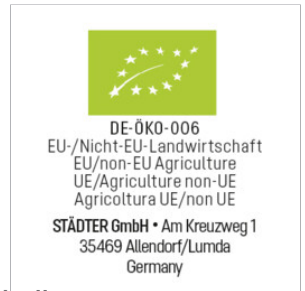 DE-ÖKO-006
EU-/Nicht-EU-Landwirtschaft
EU/non-EU Agriculture
UE/Agriculture non-UE
Agricoltura UE/non UE
STÄDTER GmbH • Am Kreuzweg 1
35469 Allendorf/Lumda
Germany